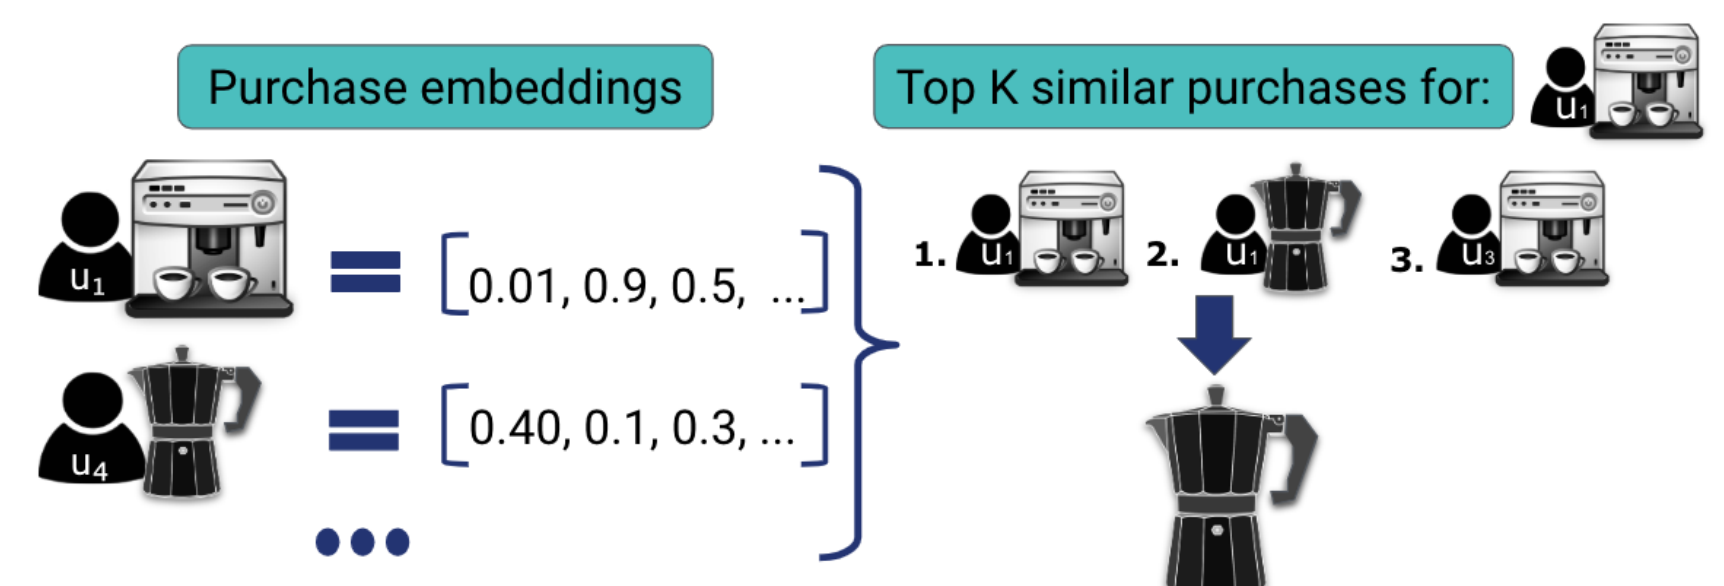 Purchase embeddings
Top K similar purchases for:
u1
u1
0.01, 0.9, 0.5, ...
1.
u1
2.
u1
3.
u3
u4
0.40, 0.1, 0.3, ...